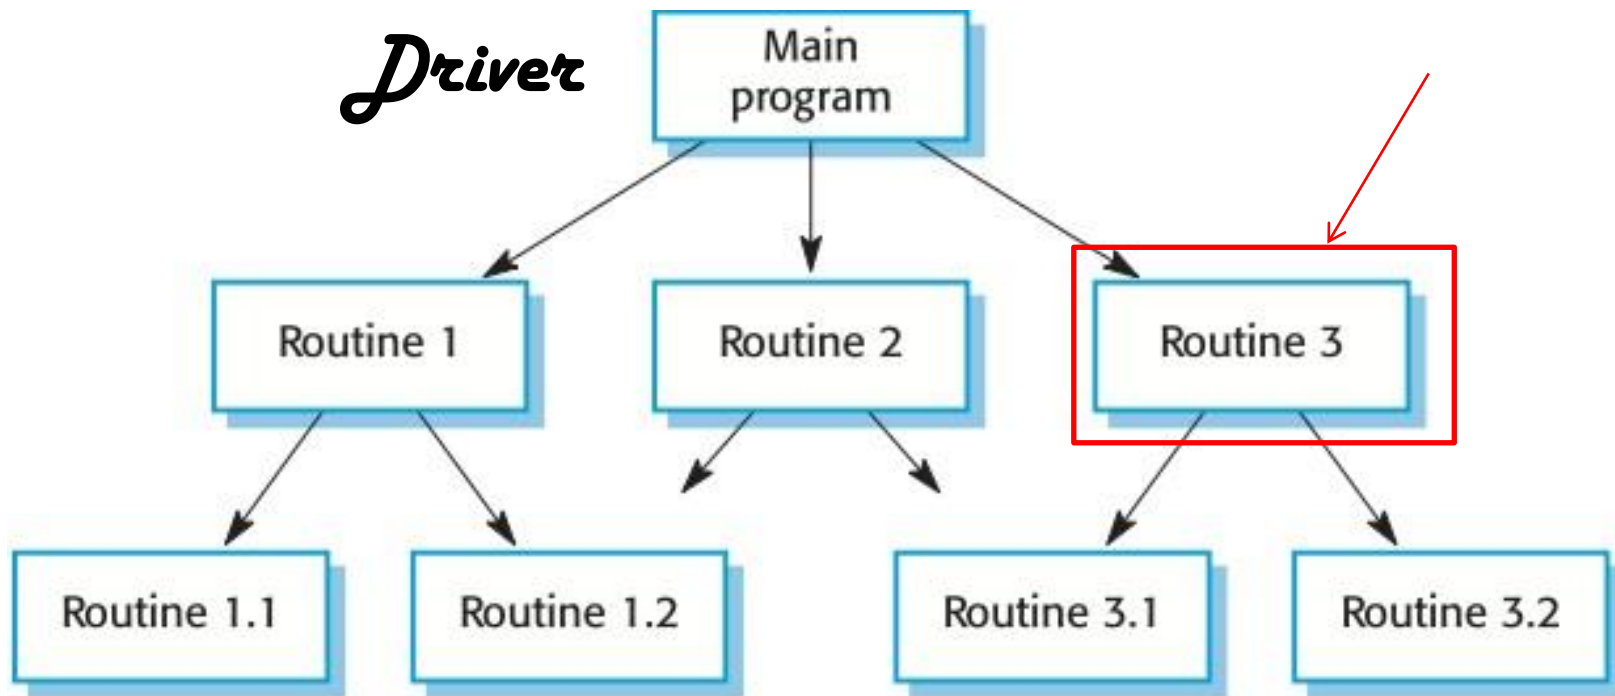 Driver
Main
program
Routine 1
Routine 2
Routine 3
Routine 1.1
Routine 1.2
Routine 3.1
Routine 3.2